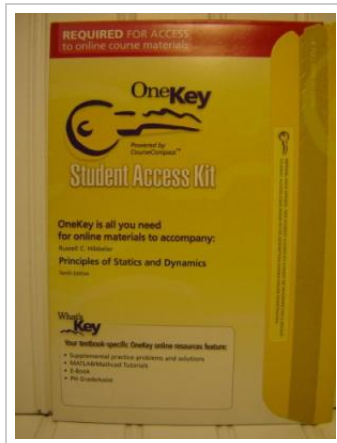 REQUIRED FOR ACCESS
to online course materials
OneKey
Powered by
CourseCompass™
Student Access Kit
OneKey is all you need
for online materials to accompany:
Russell C. Hibbeler
Principles of Statics and Dynamics
Tenth Edition
What's Key
Your textbook-specific OneKey online resources feature:
• Supplemental practice problems and solutions
• MATLAB/Mathcad Tutorials
• E-Book
• PH GradeAssist